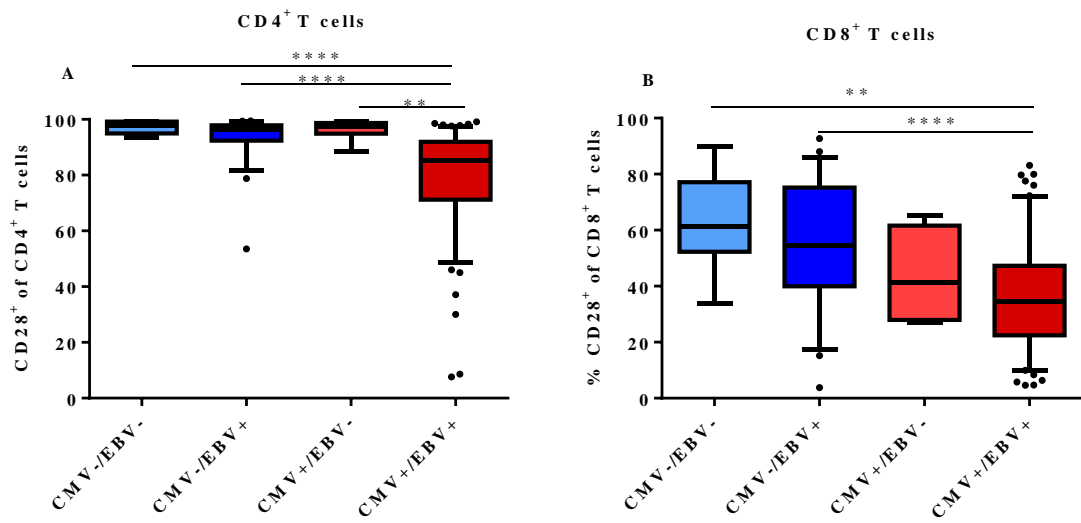 CD4⁺ T cells
A
****
****
**
CD28⁺ of CD4⁺ T cells
100
80
60
40
20
0
CMV-/EBV-
CMV-/EBV+
CMV+/EBV-
CMV+/EBV+
CD8⁺ T cells
B
**
****
% CD28⁺ of CD8⁺ T cells
100
80
60
40
20
0
CMV-/EBV-
CMV-/EBV+
CMV+/EBV-
CMV+/EBV+